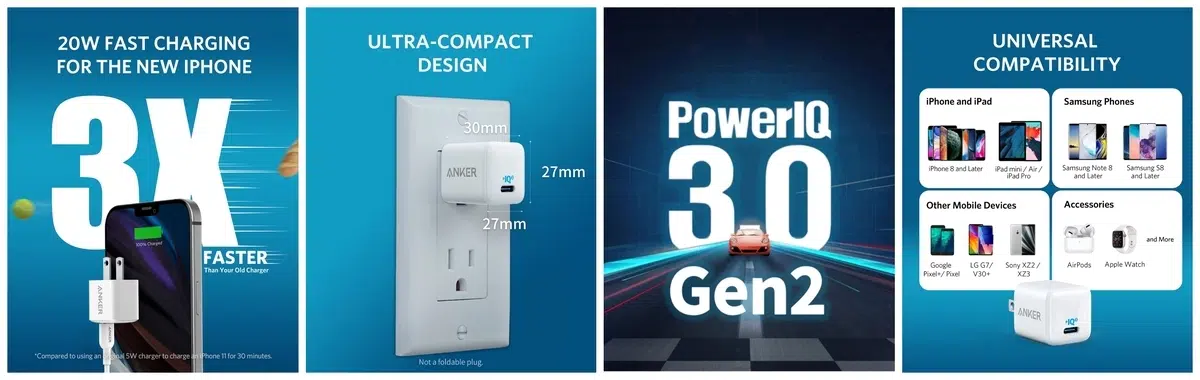 20W FAST CHARGING
FOR THE NEW IPHONE
3X
FASTER
Than Your Old Charger
100% Charged
ANKER
*Compared to using an original 5W charger to charge an iPhone 11 for 30 minutes.
ULTRA-COMPACT
DESIGN
30mm
ANKER
IQ
27mm
27mm
Not a foldable plug.
PowerIQ
3.0
Gen2
UNIVERSAL
COMPATIBILITY
iPhone and iPad
iPhone 8 and Later
iPad mini / Air /
iPad Pro
Samsung Phones
Samsung Note 8
and Later
Samsung S8
and Later
Other Mobile Devices
Google
Pixel+/ Pixel
LG G7/
V30+
Sony XZ2 /
XZ3
Accessories
AirPods
Apple Watch
and More
ANKER
IQ